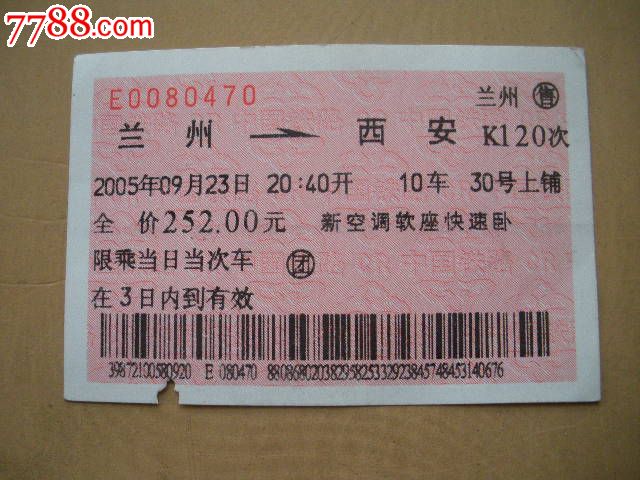 7788.com
E0080470
兰州 售
兰州 西安 K120次
2005年09月23日 20:40开 10车 30号上铺
全价252.00元 新空调软座快速卧
限乘当日当次车 团
在3日内到有效
39872100580920 E 080470 88086802038295825332923845748453140676